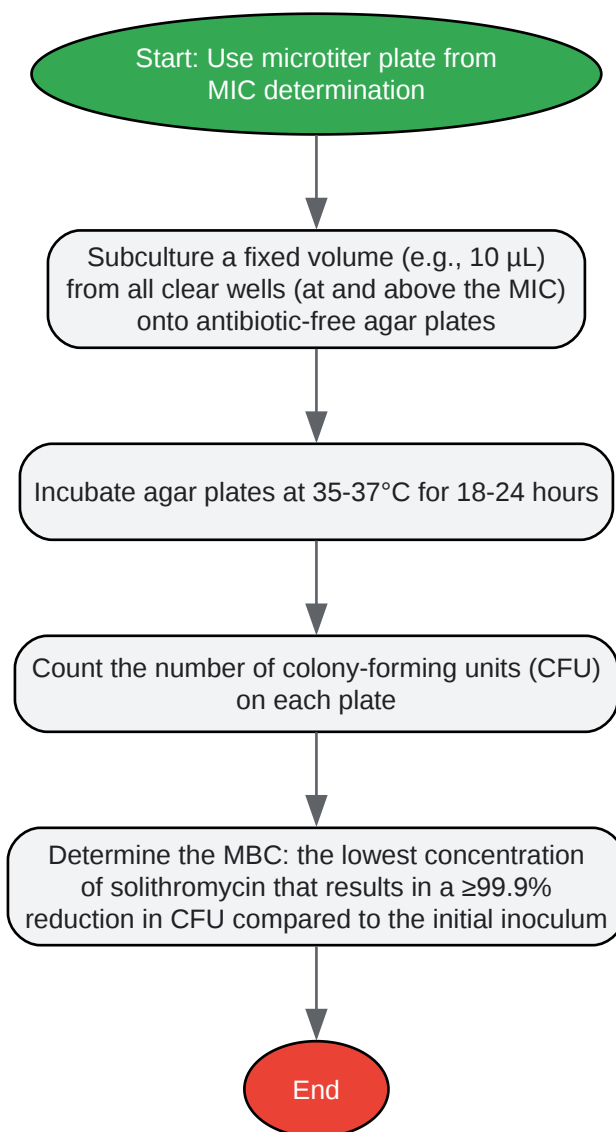 Start: Use microtiter plate from
MIC determination
Subculture a fixed volume (e.g., 10 µL)
from all clear wells (at and above the MIC)
onto antibiotic-free agar plates
Incubate agar plates at 35-37°C for 18-24 hours
Count the number of colony-forming units (CFU)
on each plate
Determine the MBC: the lowest concentration
of solithromycin that results in a ≥99.9%
reduction in CFU compared to the initial inoculum
End